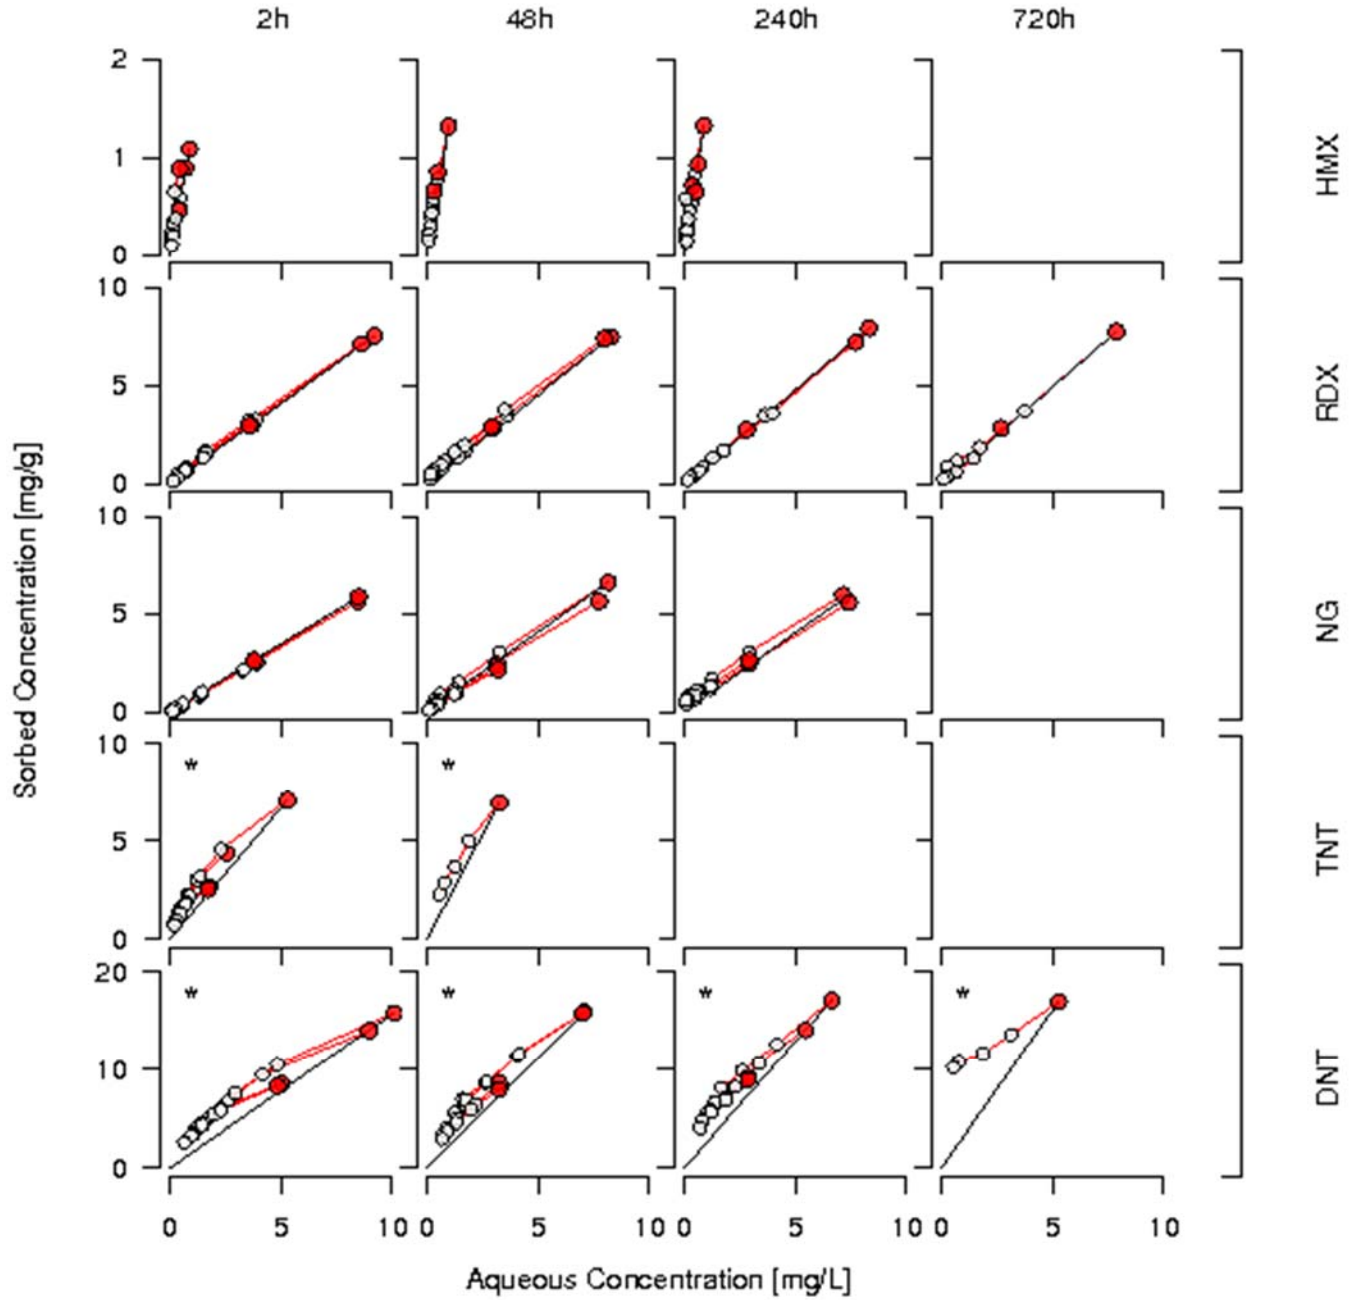 2h 48h 240h 720h
2
1
0
HMX
10
5
0
RDX
10
5
0
NG
Sorbed Concentration [mg/g]
10
* *
5
0
TNT
20
* * * *
10
0
DNT
0 5 10 0 5 10 0 5 10 0 5 10
Aqueous Concentration [mg/L]